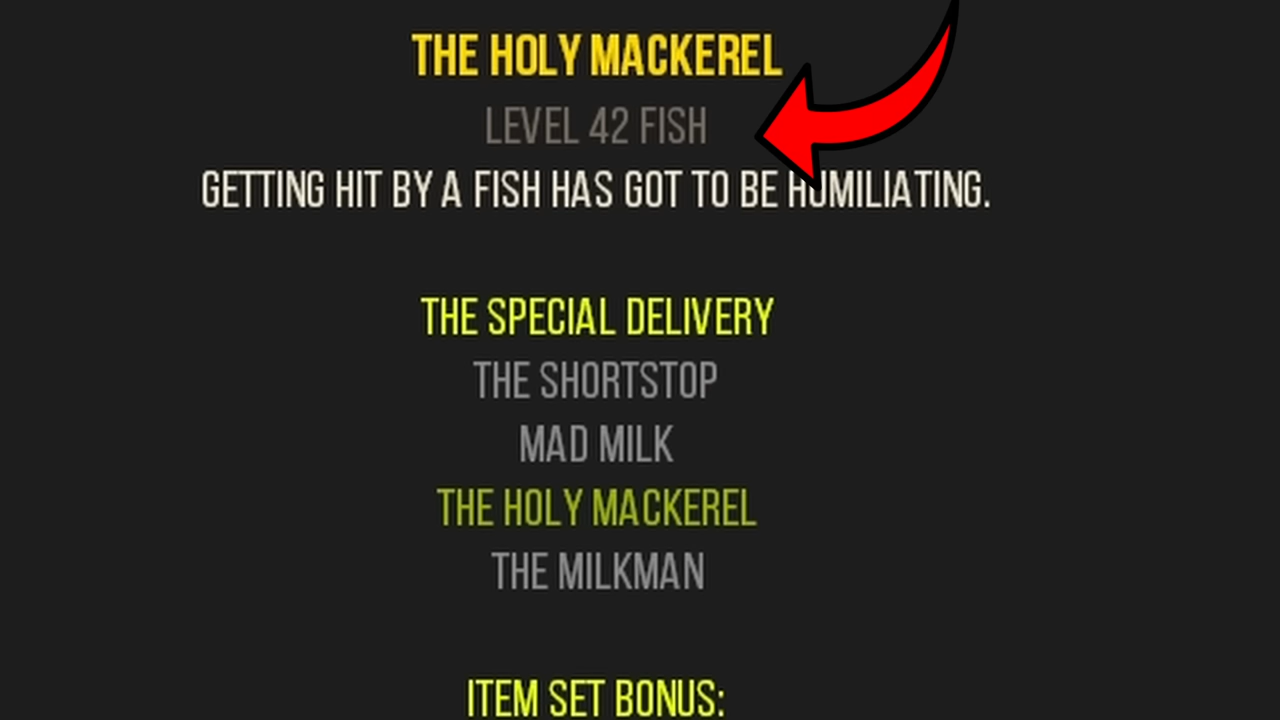 THE HOLY MACKEREL
LEVEL 42 FISH
GETTING HIT BY A FISH HAS GOT TO BE HUMILIATING.
THE SPECIAL DELIVERY
THE SHORTSTOP
MAD MILK
THE HOLY MACKEREL
THE MILKMAN
ITEM SET BONUS: